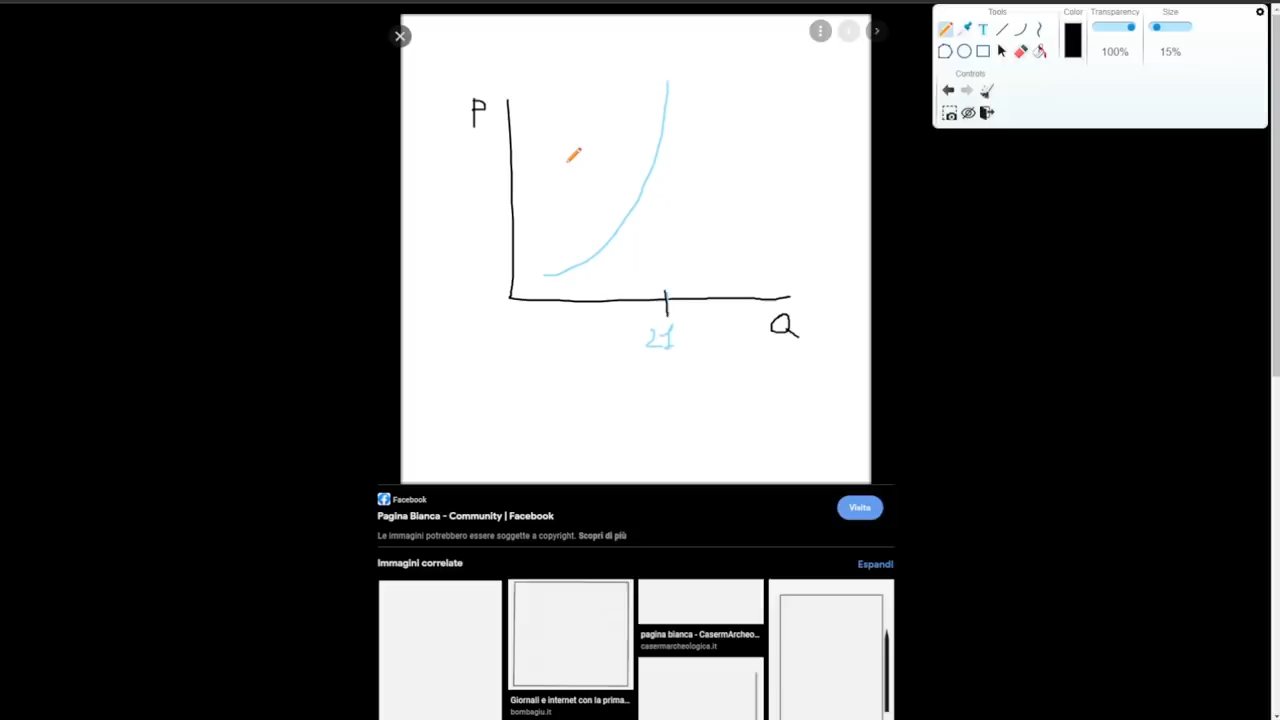 Tools
Color
Transparency
Size
T
100%
15%
Controls
P
21
Q
Facebook
Pagina Bianca - Community | Facebook
Visita
Le immagini potrebbero essere soggette a copyright. Scopri di più
Immagini correlate
Espandi
pagina bianca - CasermArcheo...
casermarcheologica.it
Giornali e internet con la prima...
bombagiu.it